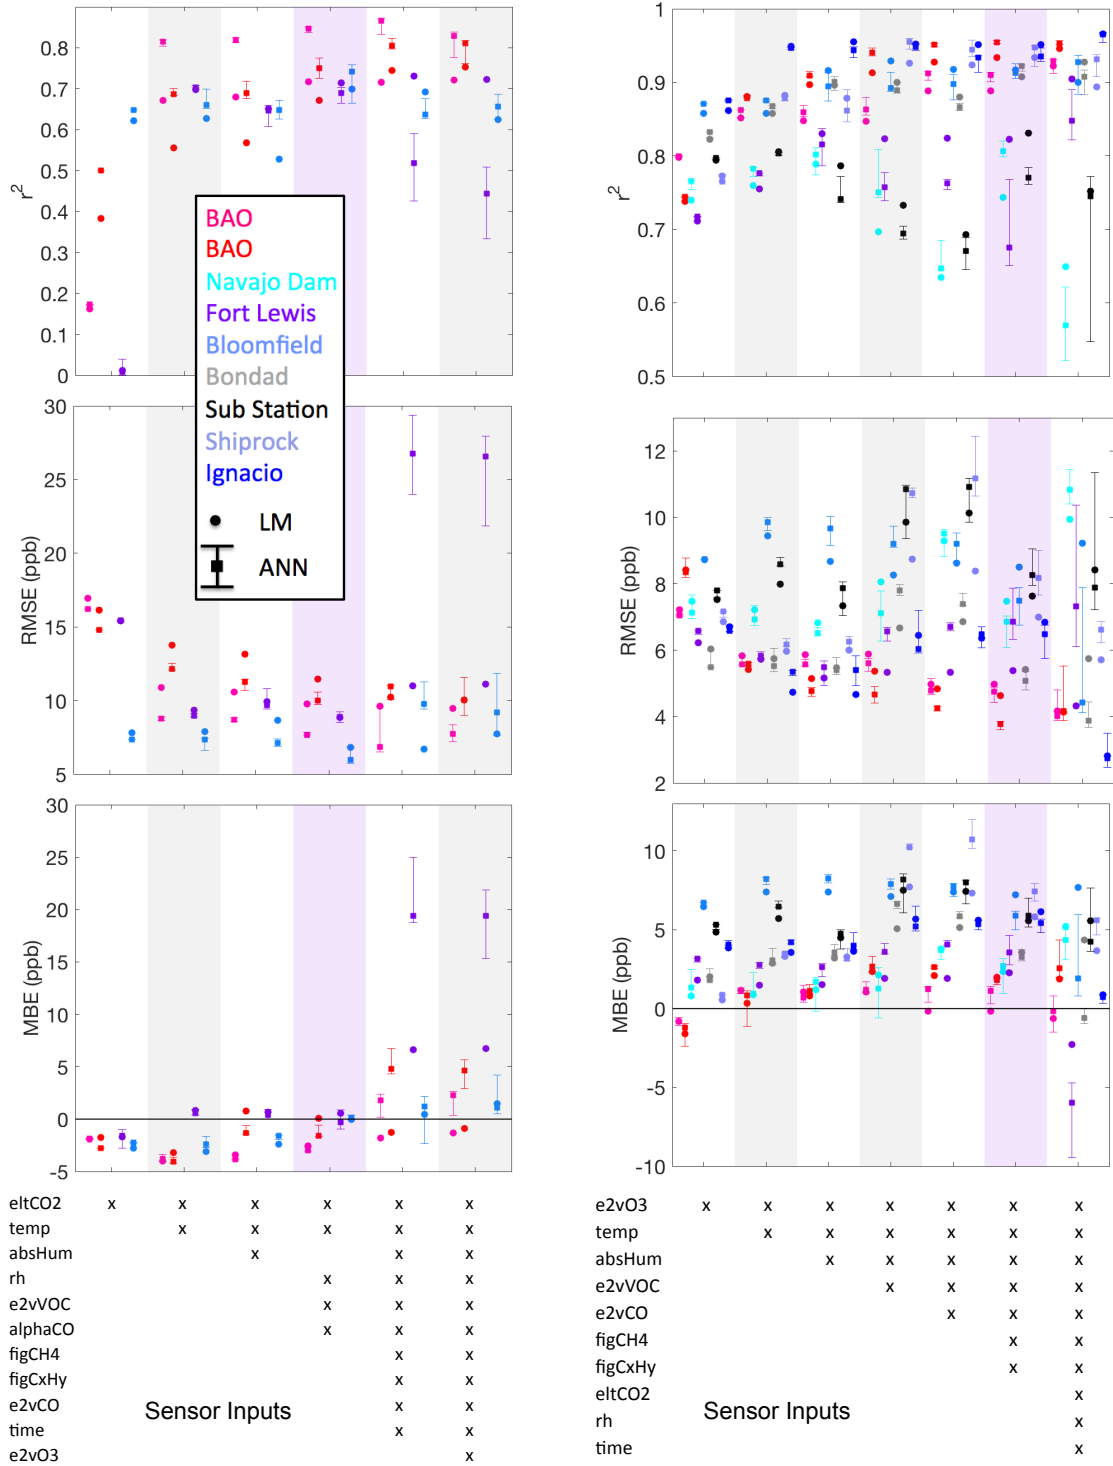 0.8
0.7
0.6
0.5
0.4
0.3
0.2
0.1
0
r²
BAO
BAO
Navajo Dam
Fort Lewis
Bloomfield
Bondad
Sub Station
Shiprock
Ignacio
LM
ANN
30
25
20
15
10
5
RMSE (ppb)
30
25
20
15
10
5
0
-5
MBE (ppb)
eltCO2 x x x x x x
temp x x x x x
absHum x x x
rh x x x
e2vVOC x x x
alphaCO x x x
figCH4 x x
figCxHy x x
e2vCO x x
time x x
e2vO3 x
Sensor Inputs
1
0.9
0.8
0.7
0.6
0.5
r²
12
10
8
6
4
2
RMSE (ppb)
10
5
0
-5
-10
MBE (ppb)
e2vO3 x x x x x x x
temp x x x x x x
absHum x x x x x
e2vVOC x x x x
e2vCO x x x
figCH4 x x
figCxHy x x
eltCO2 x
rh x
time x
Sensor Inputs